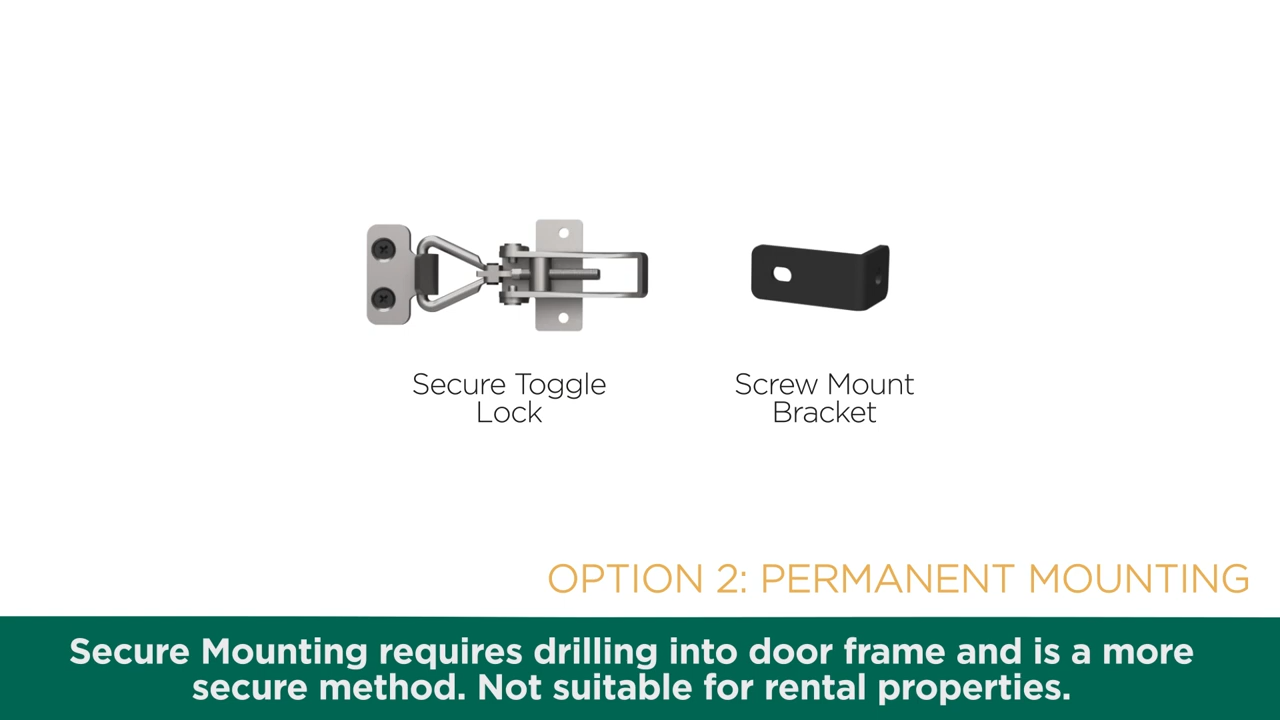 Secure Toggle
Lock
Screw Mount
Bracket
OPTION 2: PERMANENT MOUNTING
Secure Mounting requires drilling into door frame and is a more
secure method. Not suitable for rental properties.